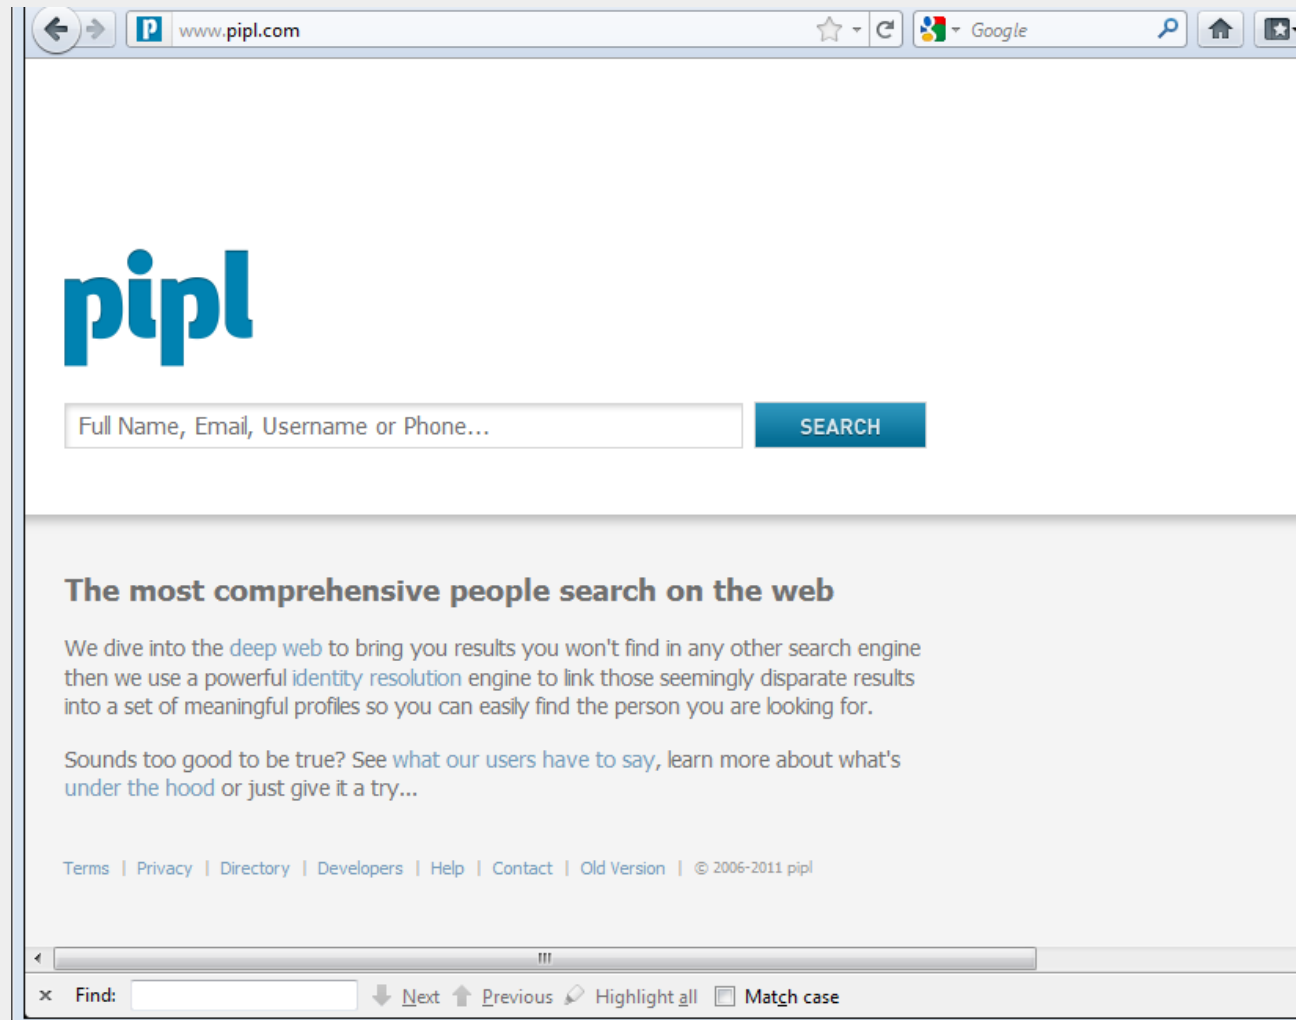 www.pipl.com Google
pipl
Full Name, Email, Username or Phone...
SEARCH
The most comprehensive people search on the web
We dive into the deep web to bring you results you won't find in any other search engine
then we use a powerful identity resolution engine to link those seemingly disparate results
into a set of meaningful profiles so you can easily find the person you are looking for.
Sounds too good to be true? See what our users have to say, learn more about what's
under the hood or just give it a try...
Terms | Privacy | Directory | Developers | Help | Contact | Old Version | © 2006-2011 pipl
× Find: Next Previous Highlight all Match case